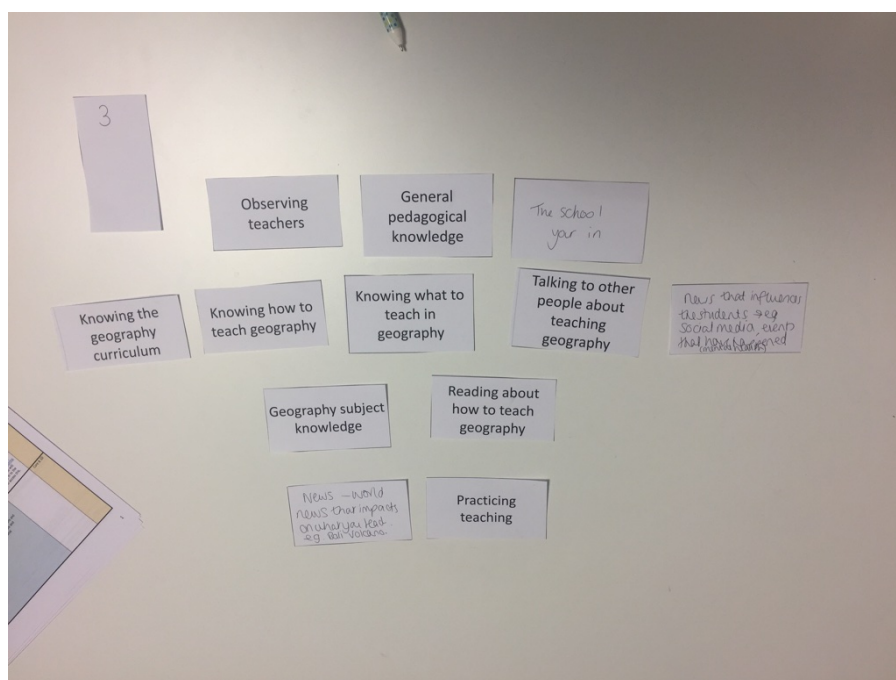 3
Observing
teachers
General
pedagogical
knowledge
The school
your in
Knowing the
geography
curriculum
Knowing how to
teach geography
Knowing what to
teach in
geography
Talking to other
people about
teaching
geography
News that influences
the students → eg
Social media, events
that have happened
Geography subject
knowledge
Reading about
how to teach
geography
News – world
news that impacts
on what you
eg Bali Volcano
Practicing
teaching